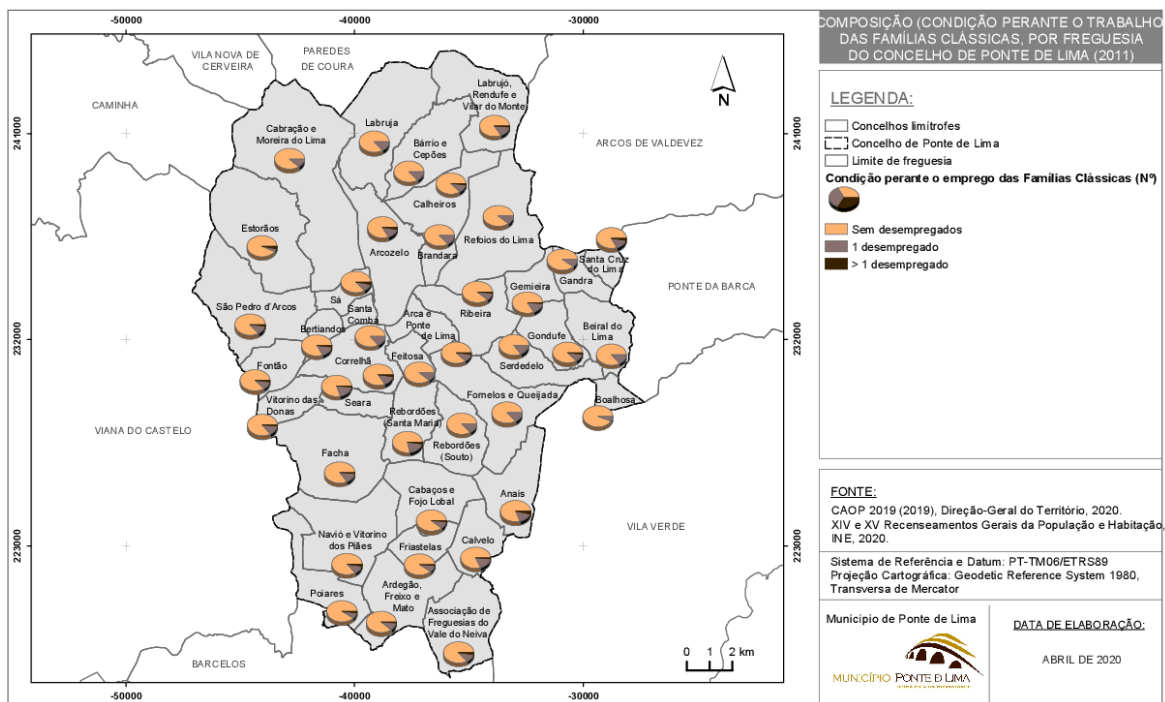 -50000
-40000
-30000
COMPOSIÇÃO (CONDIÇÃO PERANTE O TRABALHO
DAS FAMÍLIAS CLÁSSICAS, POR FREGUESIA
DO CONCELHO DE PONTE DE LIMA (2011)
VILA NOVA DE
CERVEIRA
PAREDES
DE COURA
CAMINHA
ARCOS DE VALDEVEZ
PONTE DA BARCA
VIANA DO CASTELO
VILA VERDE
BARCELOS
N
241000
241000
232000
232000
223000
223000
Labrujó,
Rendufe e
Vilar do Monte
Labruja
Cabração e
Moreira do Lima
Bárrio e
Cepões
Calheiros
Estorãos
Arcozelo
Brandara
Refoios do Lima
Santa Cruz
do Lima
Gandra
Gemieira
Sá
Santa
Comba
São Pedro d'Arcos
Bertiandos
Arca e
Ponte
de Lima
Ribeira
Gondufe
Beiral do
Lima
Serdedelo
Correlhã
Feitosa
Fontão
Seara
Vitorino das
Donas
Fornelos e Queijada
Boalhosa
Rebordões
(Santa Maria)
Rebordões
(Souto)
Facha
Cabaços e
Fojo Lobal
Anais
Navió e Vitorino
dos Piães
Friastelas
Calvelo
Poiares
Ardegão,
Freixo e
Mato
Associação de
Freguesias do
Vale do Neiva
0 1 2 km
-50000
-40000
-30000
LEGENDA:
Concelhos limítrofes
Concelho de Ponte de Lima
Limite de freguesia
Condição perante o emprego das Famílias Clássicas (Nº)
Sem desempregados
1 desempregado
> 1 desempregado
FONTE:
CAOP 2019 (2019), Direção-Geral do Território, 2020.
XIV e XV Recenseamentos Gerais da População e Habitação,
INE, 2020.
Sistema de Referência e Datum: PT-TM06/ETRS89
Projeção Cartográfica: Geodetic Reference System 1980,
Transversa de Mercator
Município de Ponte de Lima
MUNICÍPIO PONTE D LIMA
DATA DE ELABORAÇÃO:
ABRIL DE 2020